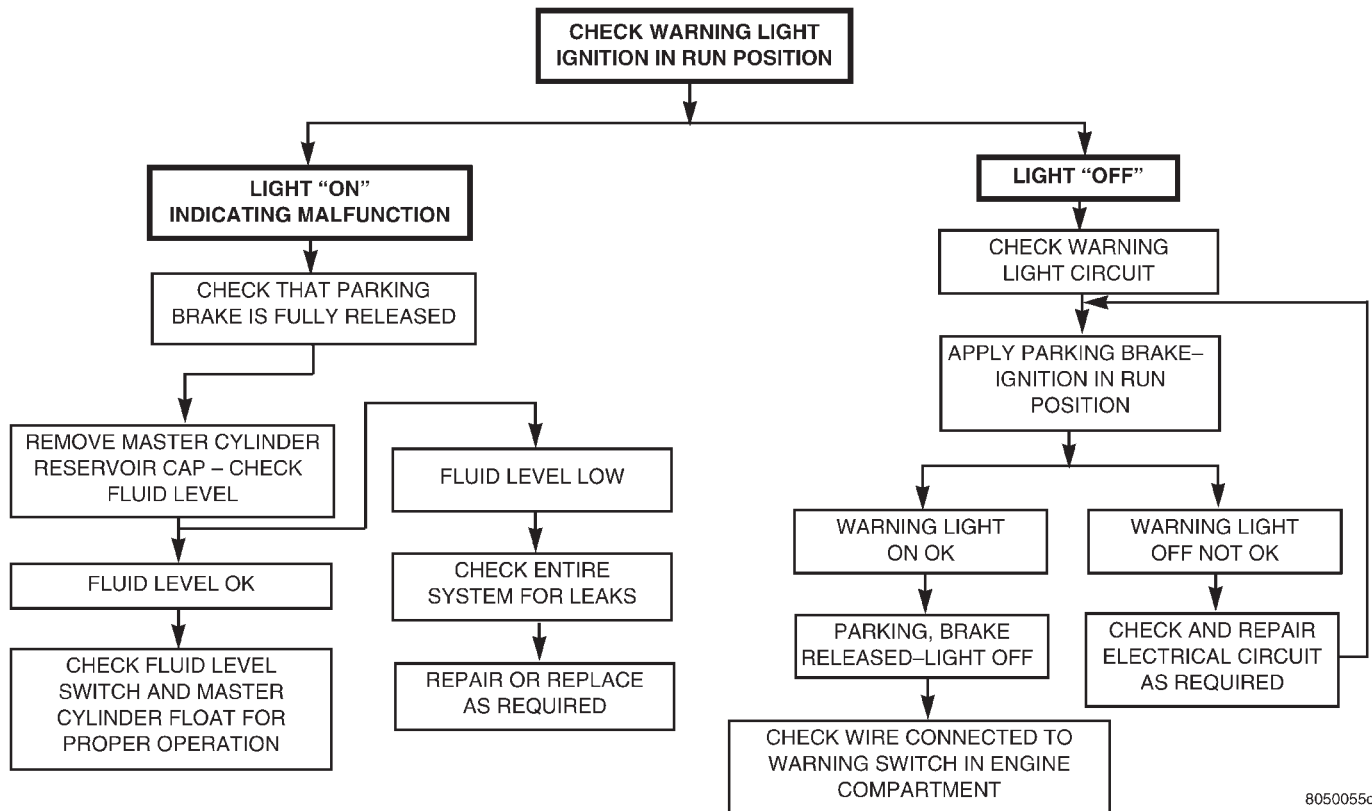 CHECK WARNING LIGHT
IGNITION IN RUN POSITION
LIGHT “ON”
INDICATING MALFUNCTION
CHECK THAT PARKING
BRAKE IS FULLY RELEASED
REMOVE MASTER CYLINDER
RESERVOIR CAP – CHECK
FLUID LEVEL
FLUID LEVEL OK
CHECK FLUID LEVEL
SWITCH AND MASTER
CYLINDER FLOAT FOR
PROPER OPERATION
FLUID LEVEL LOW
CHECK ENTIRE
SYSTEM FOR LEAKS
REPAIR OR REPLACE
AS REQUIRED
LIGHT “OFF”
CHECK WARNING
LIGHT CIRCUIT
APPLY PARKING BRAKE–
IGNITION IN RUN
POSITION
WARNING LIGHT
ON OK
PARKING, BRAKE
RELEASED–LIGHT OFF
CHECK WIRE CONNECTED TO
WARNING SWITCH IN ENGINE
COMPARTMENT
WARNING LIGHT
OFF NOT OK
CHECK AND REPAIR
ELECTRICAL CIRCUIT
AS REQUIRED